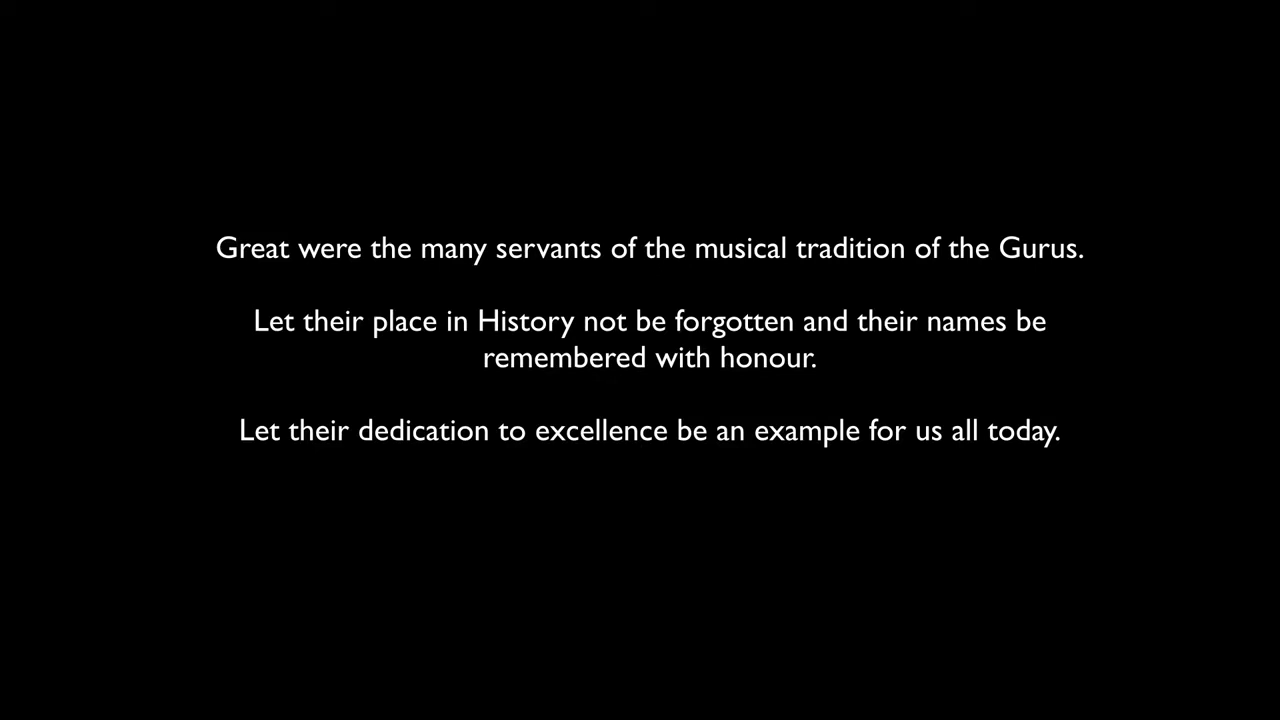 Great were the many servants of the musical tradition of the Gurus.
Let their place in History not be forgotten and their names be
remembered with honour.
Let their dedication to excellence be an example for us all today.